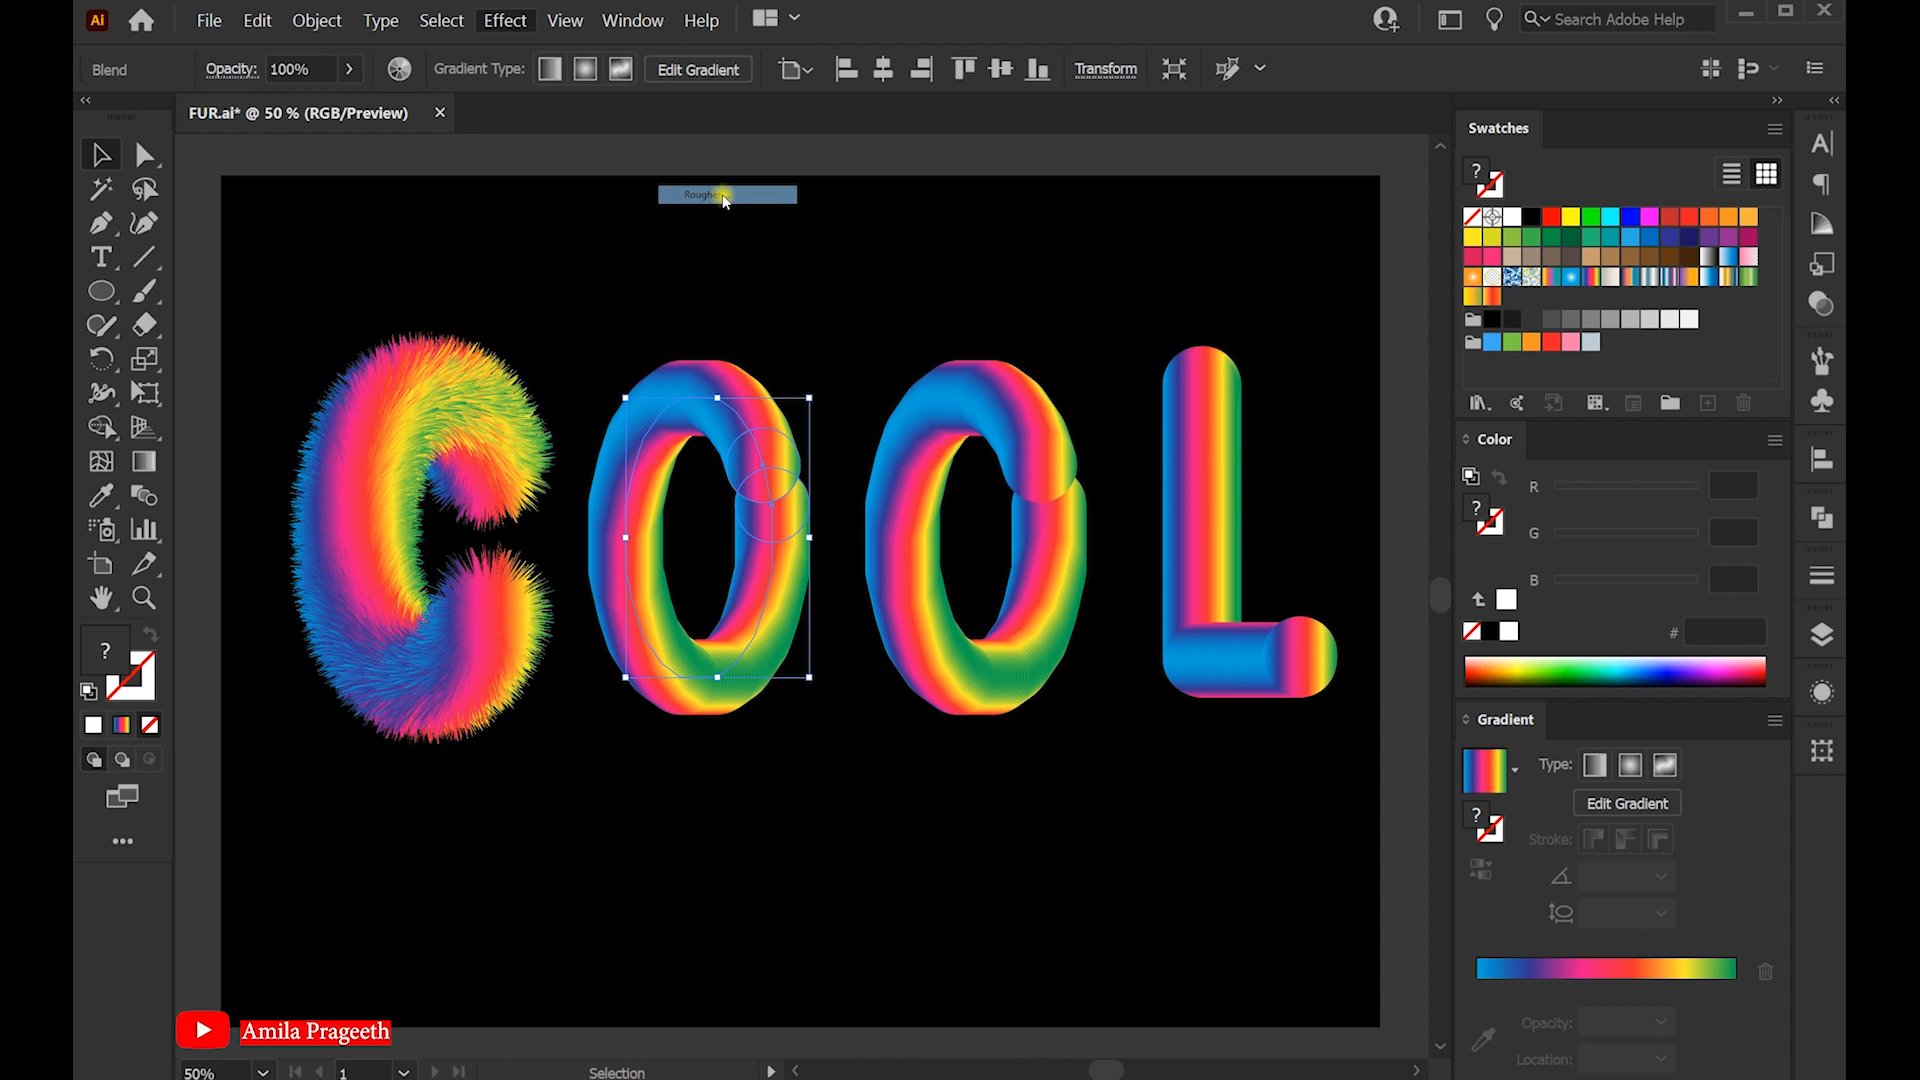 Ai File Edit Object Type Select Effect View Window Help Search Adobe Help
Blend Opacity: 100% Gradient Type: Edit Gradient Transform
FUR.ai* @ 50 % (RGB/Preview)
Swatches
COOL
Color
R
G
B
#
Gradient
Type:
Edit Gradient
Stroke:
Opacity:
Location:
Amila Prageeth
50% 1 Selection